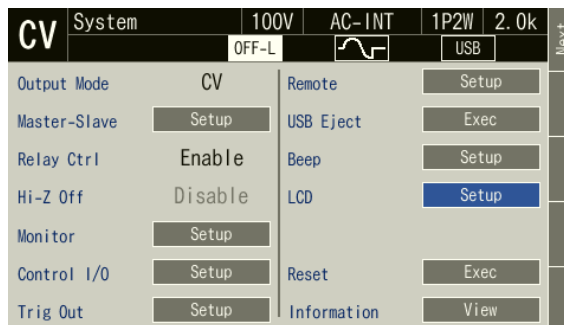 CV System 100V AC-INT 1P2W 2.0k
OFF-L USB
Next
Output Mode CV
Master-Slave Setup
Relay Ctrl Enable
Hi-Z Off Disable
Monitor Setup
Control I/O Setup
Trig Out Setup
Remote Setup
USB Eject Exec
Beep Setup
LCD Setup
Reset Exec
Information View